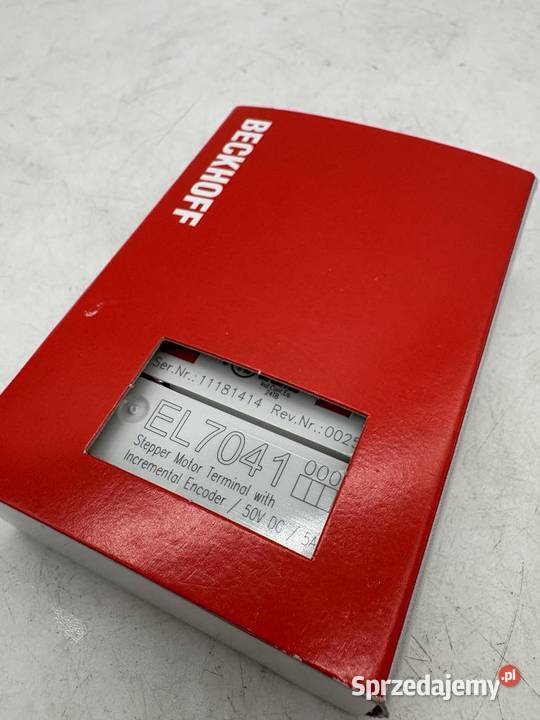 BECKHOFF
Ser.Nr.:11181414 Rev.Nr.:0025
EL7041
000
Stepper Motor Terminal with
Incremental Encoder / 50V DC / 5A
Sprzedajemy.pl